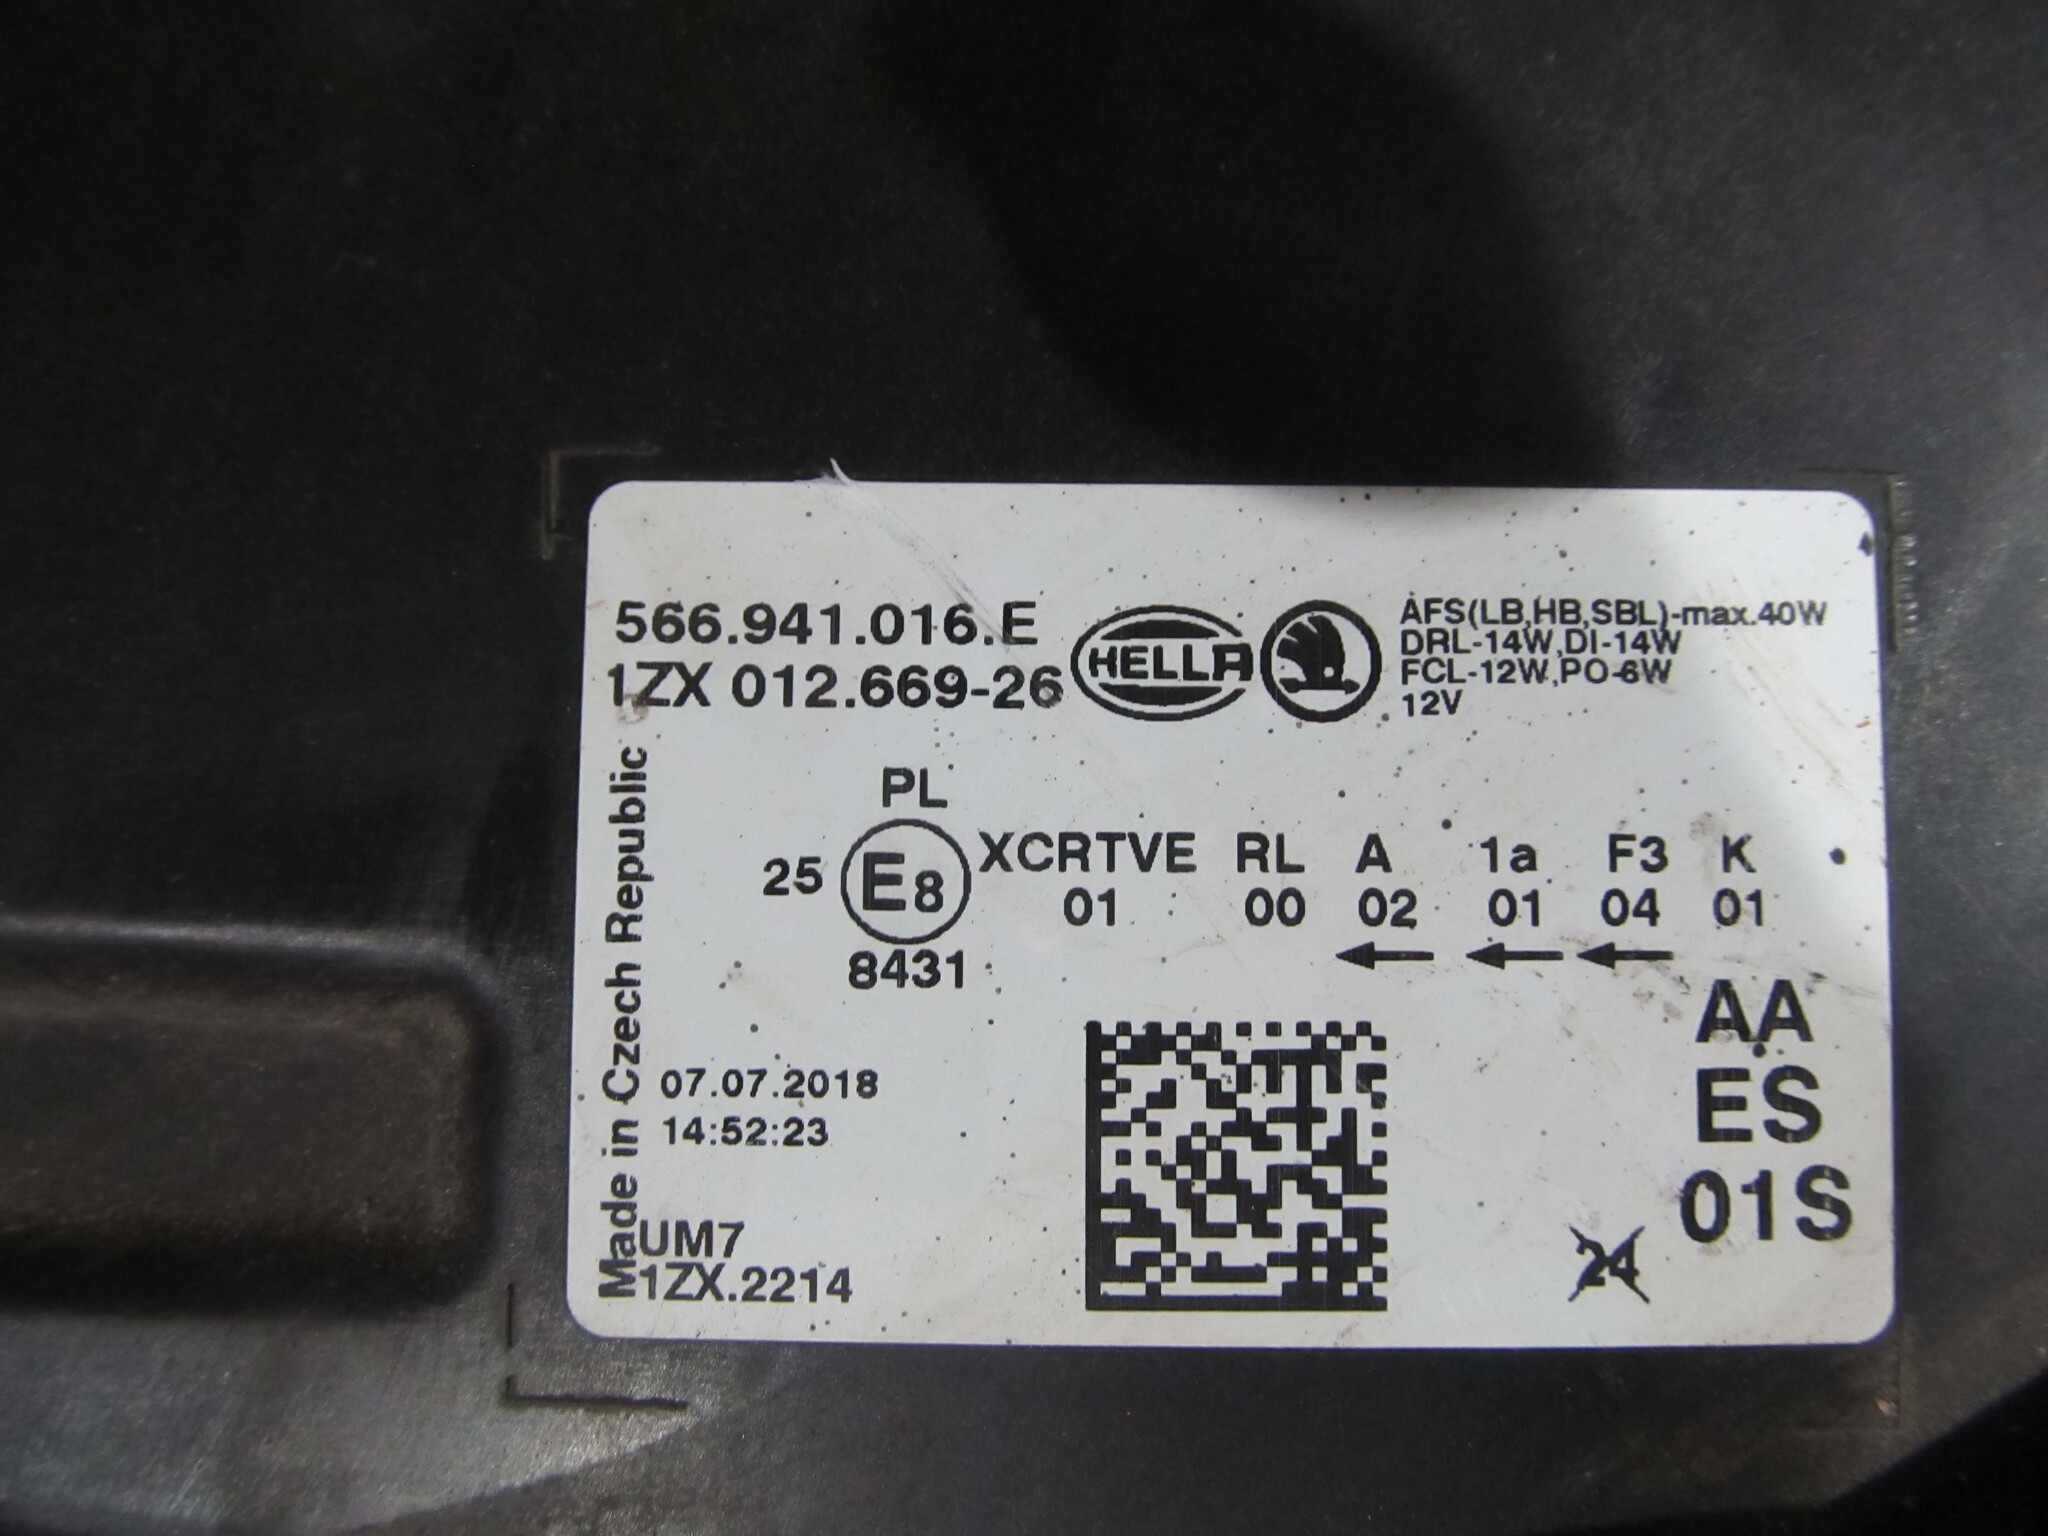 566.941.016.E
1ZX 012.669-26
HELLA
AFS(LB,HB,SBL)-max.40W
DRL-14W,DI-14W
FCL-12W,PO-6W
12V
Made in Czech Republic
PL
25 E8 XCRTVE RL A 1a F3 K
01 00 02 01 04 01
8431
AA
ES
01S
07.07.2018
14:52:23
UM7
1ZX.2214
24